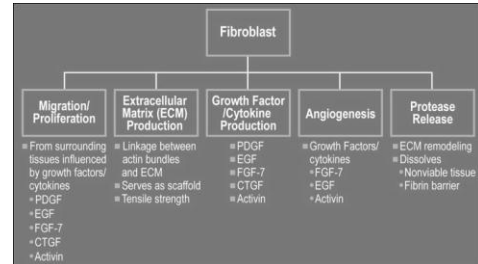 Fibroblast
Migration/
Proliferation
From surrounding
tissues influenced
by growth factors/
cytokines
PDGF
EGF
FGF-7
CTGF
Activin
Extracellular
Matrix (ECM)
Production
Linkage between
actin bundles
and ECM
Serves as scaffold
Tensile strength
Growth Factor
/Cytokine
Production
PDGF
EGF
FGF-7
CTGF
Activin
Angiogenesis
Growth Factors/
cytokines
FGF-7
EGF
Activin
Protease
Release
ECM remodeling
Dissolves
Nonviable tissue
Fibrin barrier